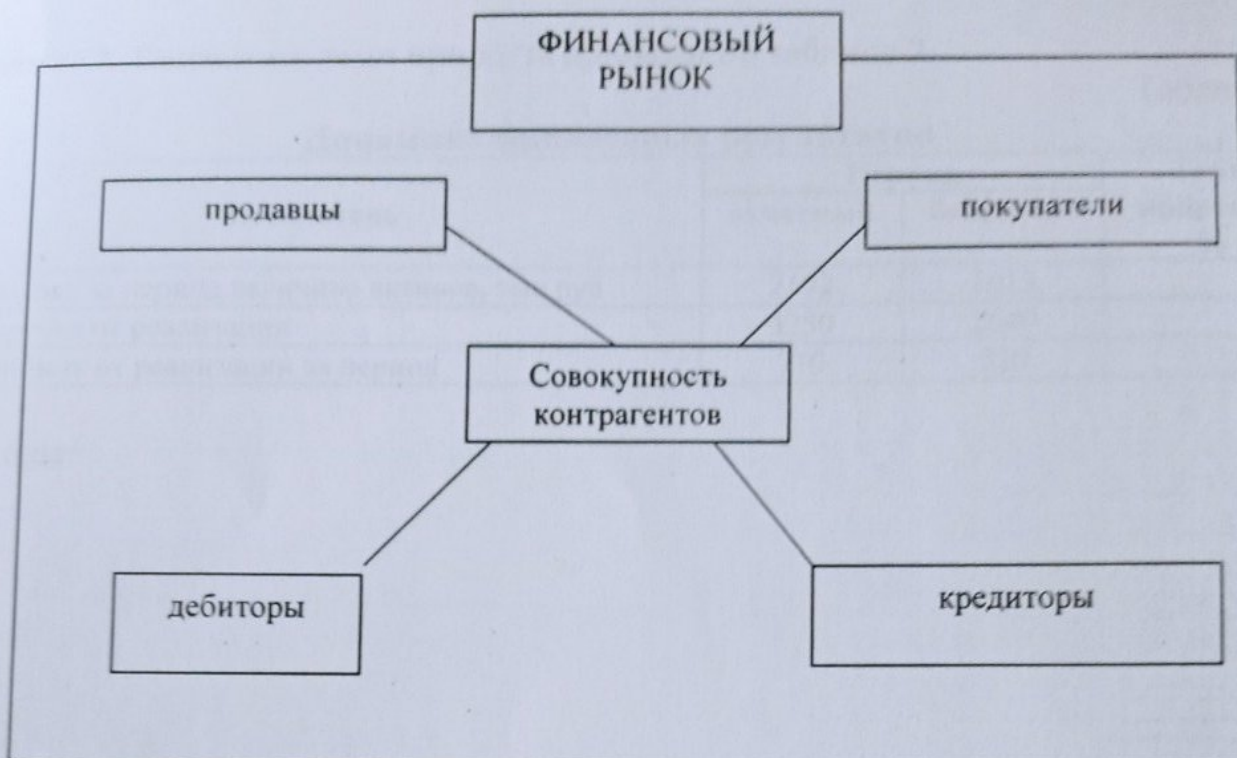 ФИНАНСОВЫЙ
РЫНОК
продавцы
покупатели
Совокупность
контрагентов
дебиторы
кредиторы